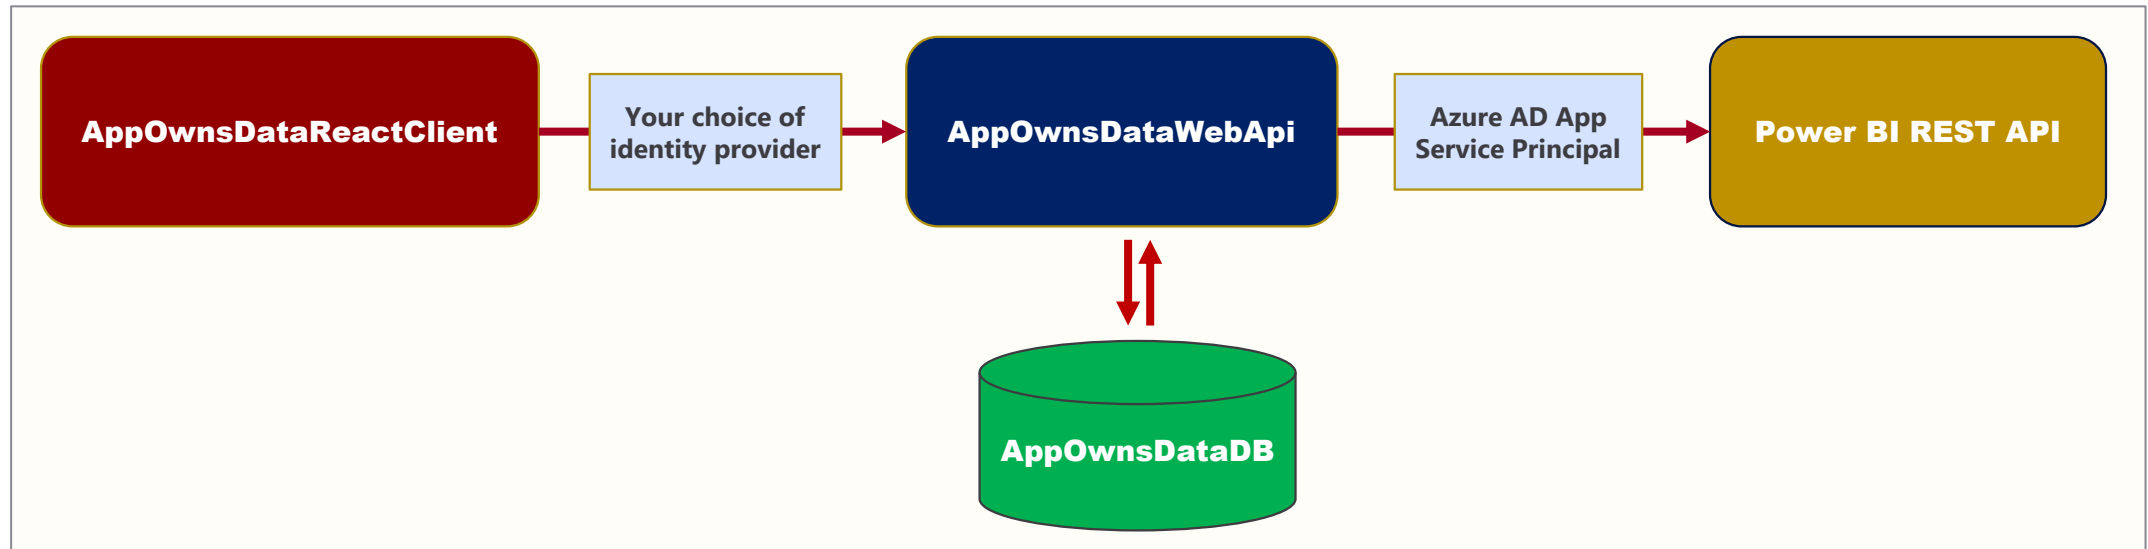 AppOwnsDataReactClient
Your choice of
identity provider
AppOwnsDataWebApi
Azure AD App
Service Principal
Power BI REST API
AppOwnsDataDB